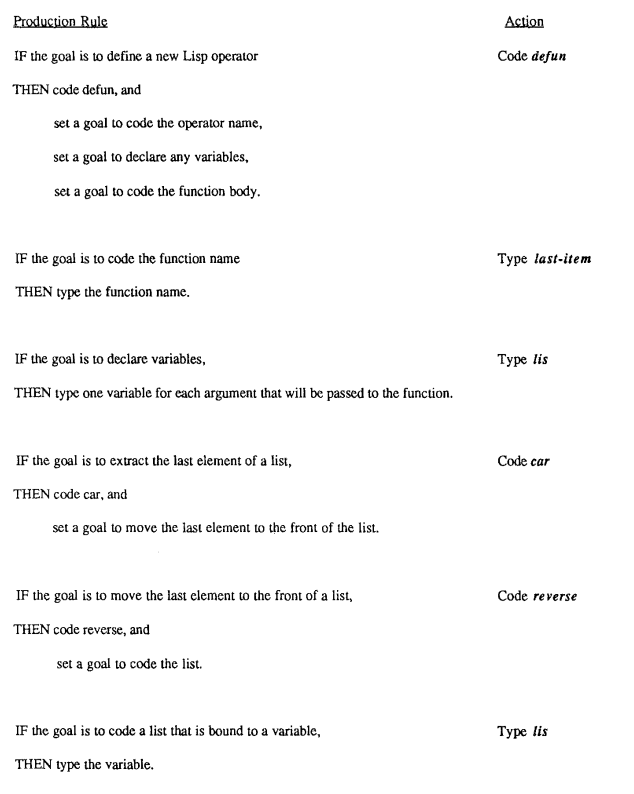 Production Rule Action
IF the goal is to define a new Lisp operator Code defun
THEN code defun, and
set a goal to code the operator name,
set a goal to declare any variables,
set a goal to code the function body.
IF the goal is to code the function name Type last-item
THEN type the function name.
IF the goal is to declare variables, Type lis
THEN type one variable for each argument that will be passed to the function.
IF the goal is to extract the last element of a list, Code car
THEN code car, and
set a goal to move the last element to the front of the list.
IF the goal is to move the last element to the front of a list, Code reverse
THEN code reverse, and
set a goal to code the list.
IF the goal is to code a list that is bound to a variable, Type lis
THEN type the variable.